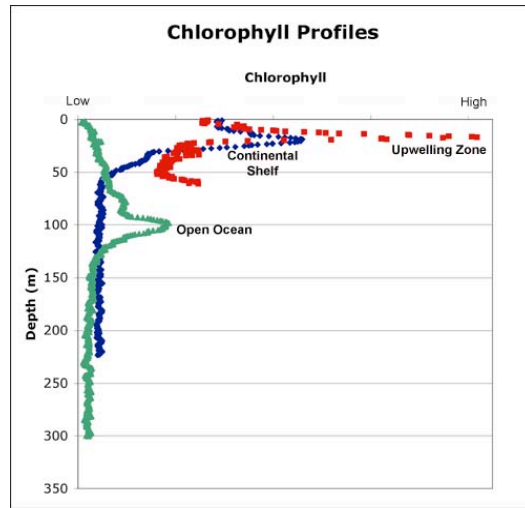 Chlorophyll Profiles
Chlorophyll
Low
High
0
50
100
150
200
250
300
350
Depth (m)
Continental
Shelf
Upwelling Zone
Open Ocean